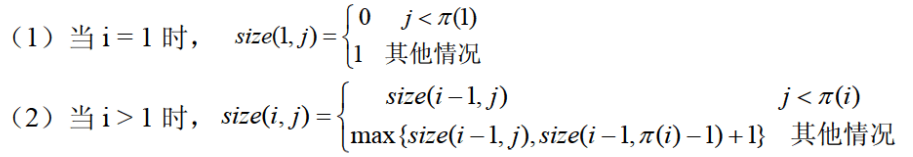 （1）当 i = 1 时， size(1, j) = { 0 j < π(1)
1 其他情况
（2）当 i > 1 时， size(i, j) = { size(i−1, j) j < π(i)
max{size(i−1, j), size(i−1, π(i)−1)+1} 其他情况